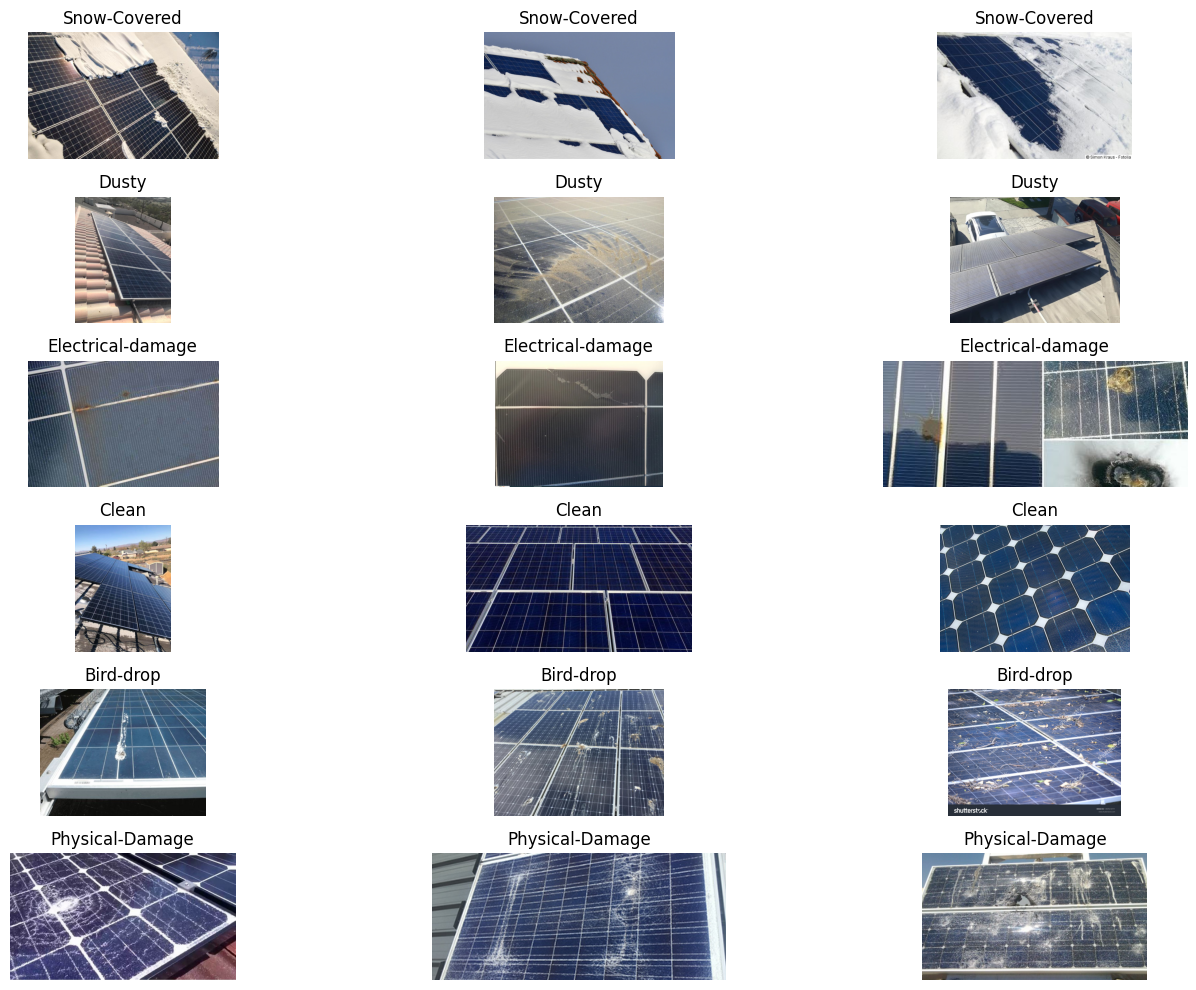 Snow-Covered
Snow-Covered
Snow-Covered
© Simon Kraus - Fotolia
Dusty
Dusty
Dusty
Electrical-damage
Electrical-damage
Electrical-damage
Clean
Clean
Clean
Bird-drop
Bird-drop
Bird-drop
shutterstock
Physical-Damage
Physical-Damage
Physical-Damage